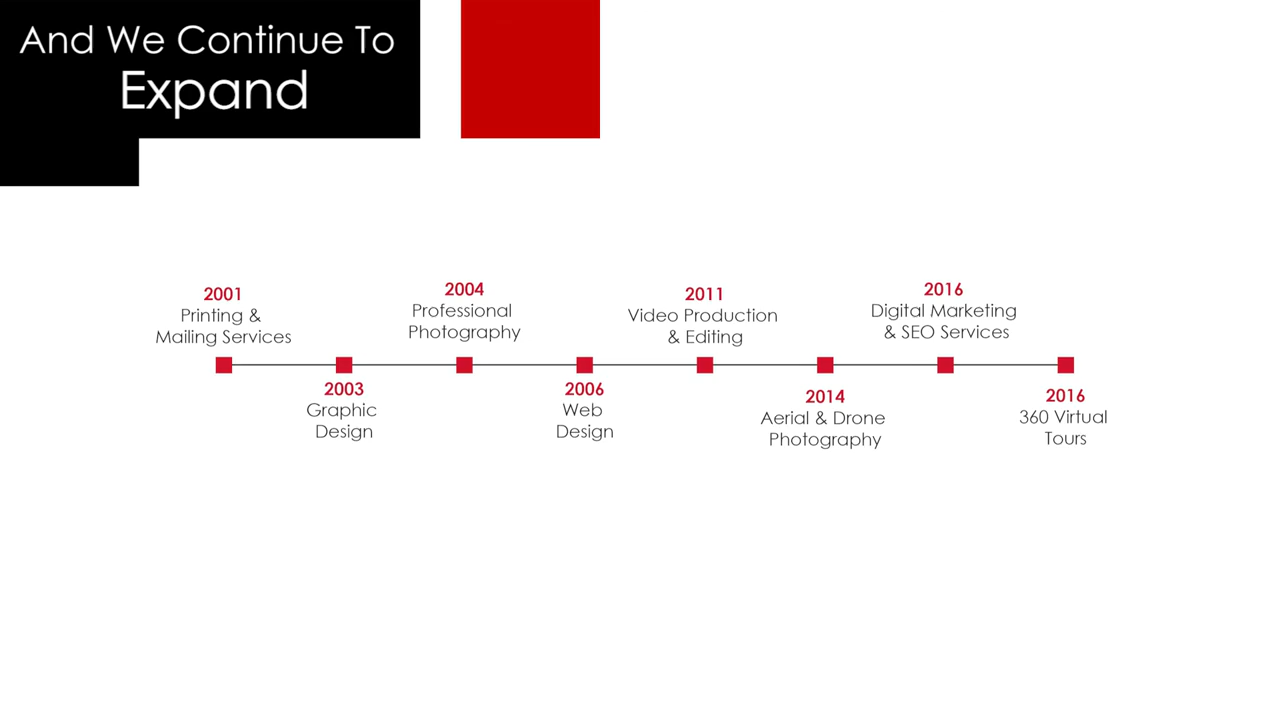 And We Continue To
Expand
2001
Printing &
Mailing Services
2003
Graphic
Design
2004
Professional
Photography
2006
Web
Design
2011
Video Production
& Editing
2014
Aerial & Drone
Photography
2016
Digital Marketing
& SEO Services
2016
360 Virtual
Tours